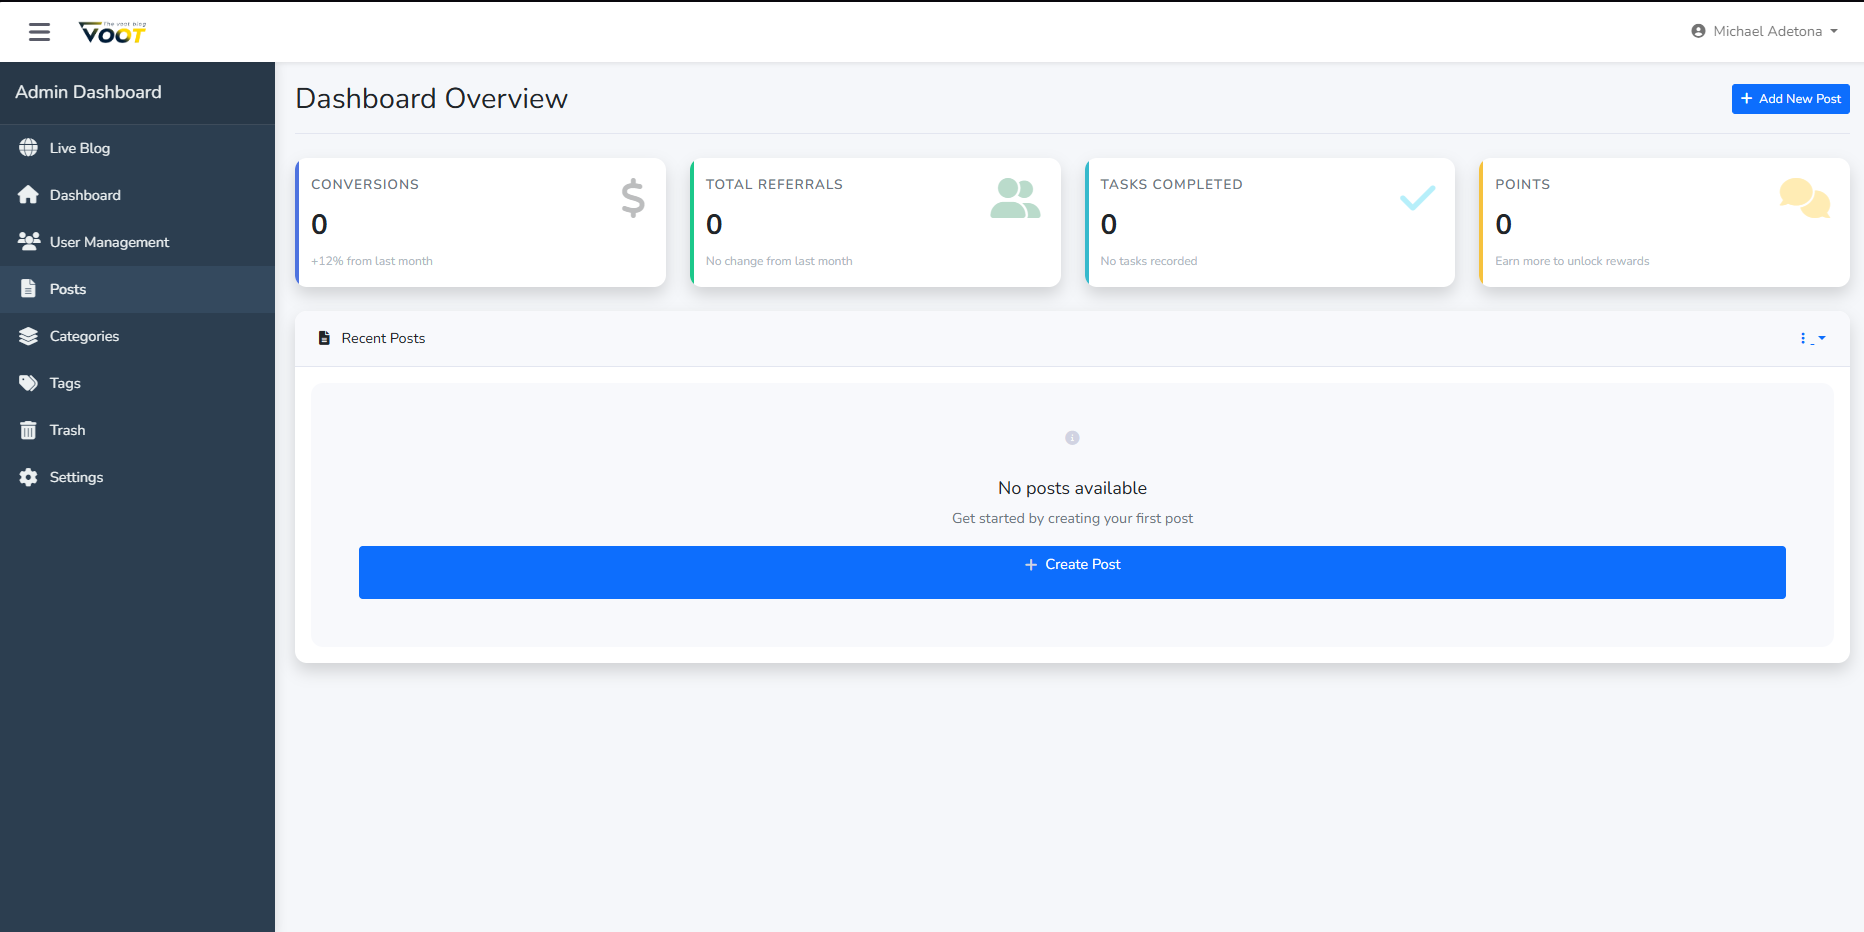 The voot blog
VOOT
Michael Adetona
Admin Dashboard
Live Blog
Dashboard
User Management
Posts
Categories
Tags
Trash
Settings
Dashboard Overview
Add New Post
CONVERSIONS
0
+12% from last month
TOTAL REFERRALS
0
No change from last month
TASKS COMPLETED
0
No tasks recorded
POINTS
0
Earn more to unlock rewards
Recent Posts
No posts available
Get started by creating your first post
Create Post